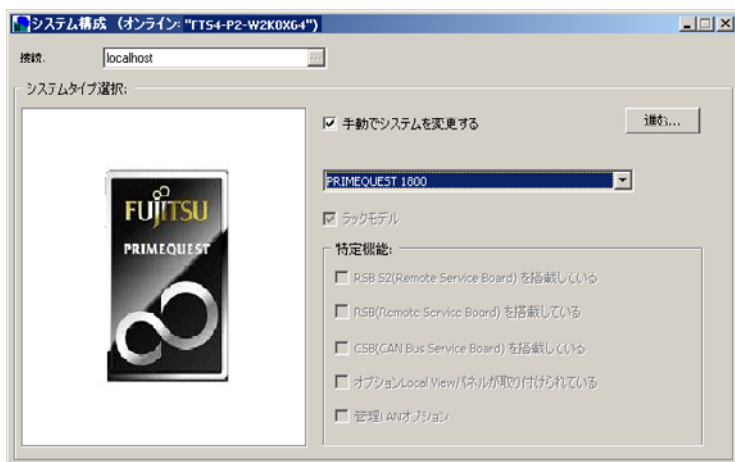 システム構成 (オンライン: "FTS4-P2-W2K0X64")
接続:
localhost
...
システムタイプ選択:
手動でシステムを変更する
進む...
PRIMEQUEST 1800
ラックモデル
FUJITSU
PRIMEQUEST
特定機能:
RSB S2(Remote Service Board) を搭載している
RSB(Remote Service Board) を搭載している
CSB(CAN Bus Service Board) を搭載している
オプションLocal Viewパネルが取り付けられている
管理LANオプション